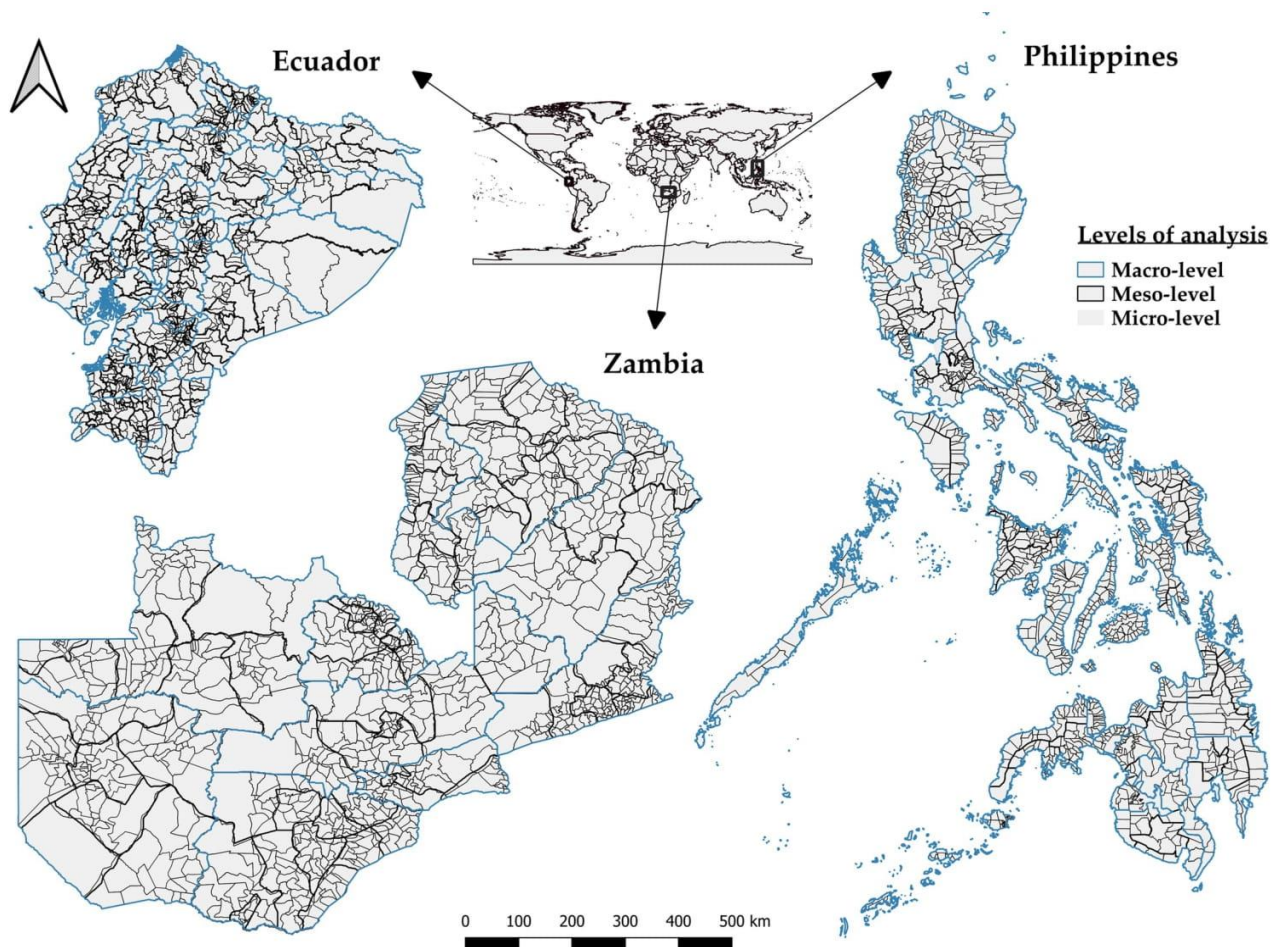 Ecuador
Philippines
Levels of analysis
Macro-level
Meso-level
Micro-level
Zambia
0 100 200 300 400 500 km